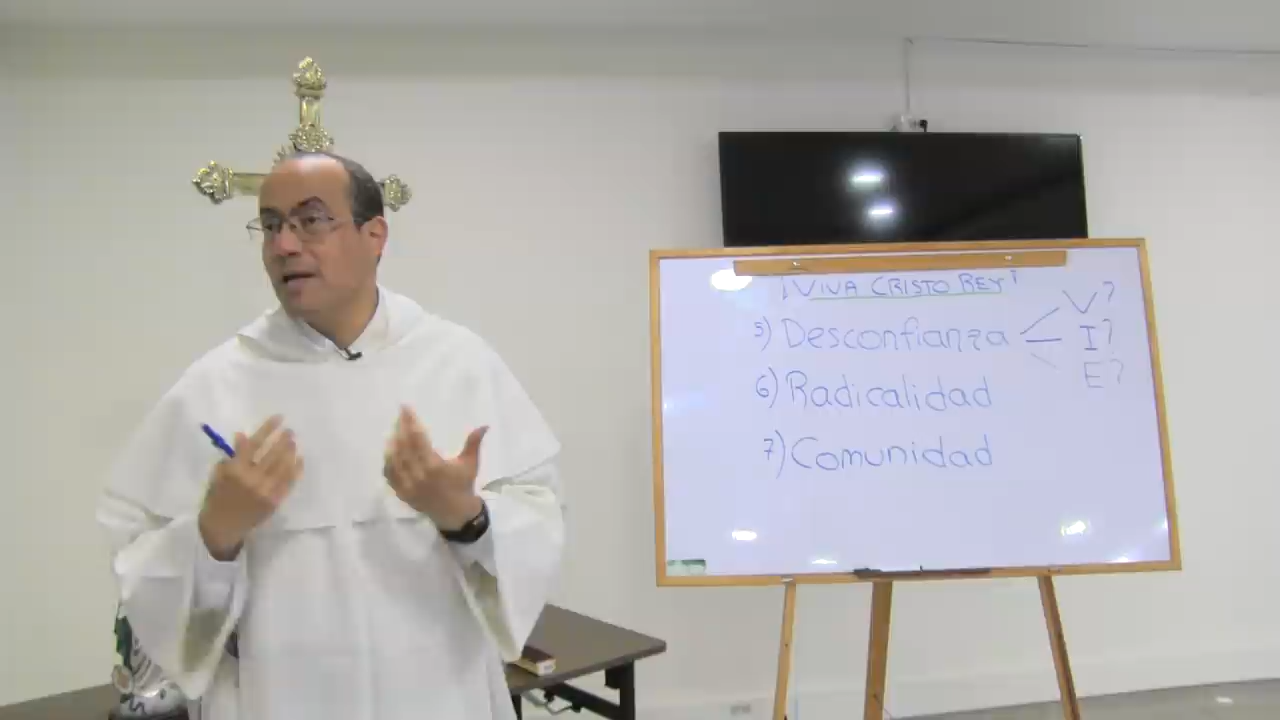 ¡VIVA CRISTO REY!
5) Desconfianza V?
I?
E?
6) Radicalidad
7) Comunidad